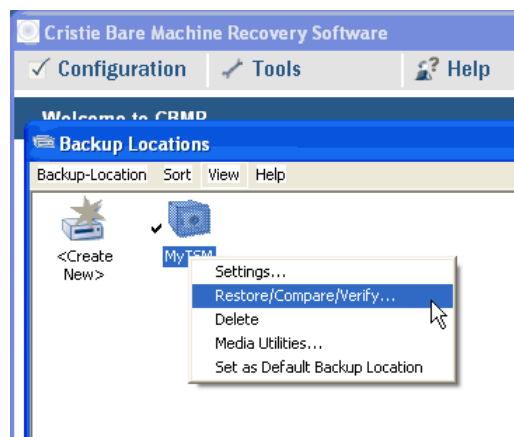 Cristie Bare Machine Recovery Software
Configuration Tools Help
Welcome to CBMR
Backup Locations
Backup-Location Sort View Help
<Create
New>
MyTSM
Settings...
Restore/Compare/Verify...
Delete
Media Utilities...
Set as Default Backup Location